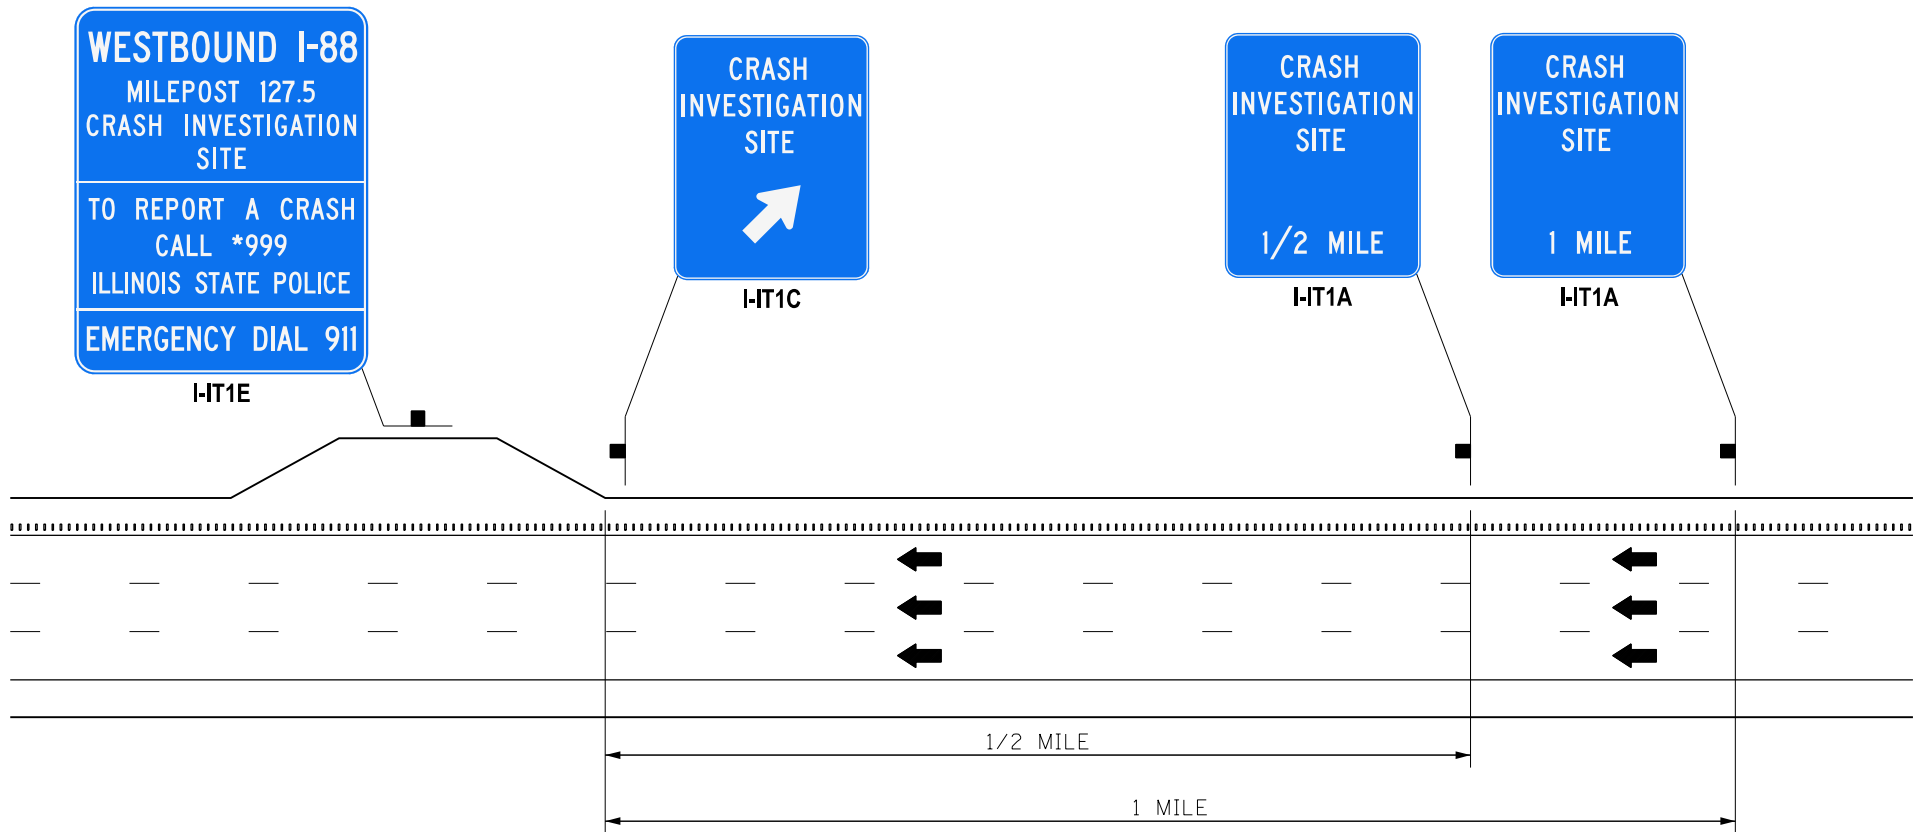 WESTBOUND I-88
MILEPOST 127.5
CRASH INVESTIGATION
SITE
TO REPORT A CRASH
CALL *999
ILLINOIS STATE POLICE
EMERGENCY DIAL 911
I-IT1E
CRASH
INVESTIGATION
SITE
I-IT1C
CRASH
INVESTIGATION
SITE
1/2 MILE
I-IT1A
CRASH
INVESTIGATION
SITE
1 MILE
I-IT1A
1/2 MILE
1 MILE